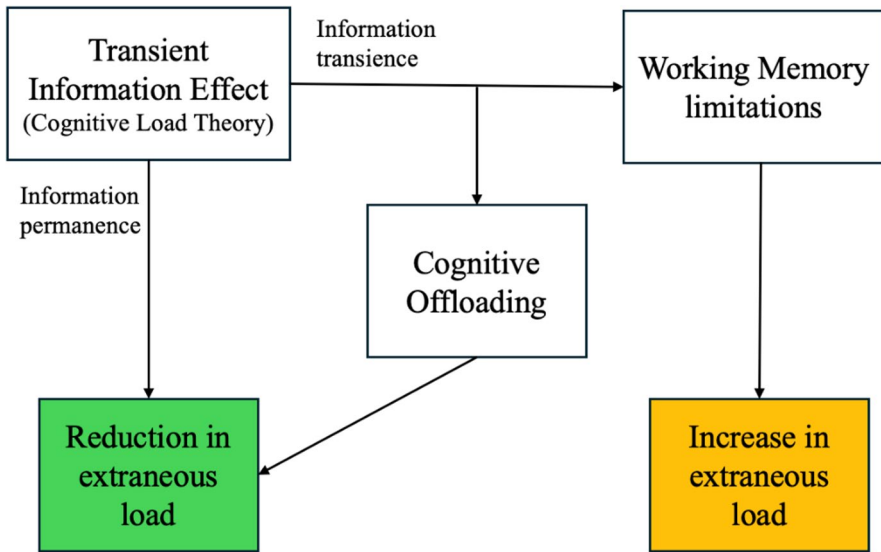 Transient
Information Effect
(Cognitive Load Theory)
Information
transience
Working Memory
limitations
Information
permanence
Cognitive
Offloading
Reduction in
extraneous
load
Increase in
extraneous
load